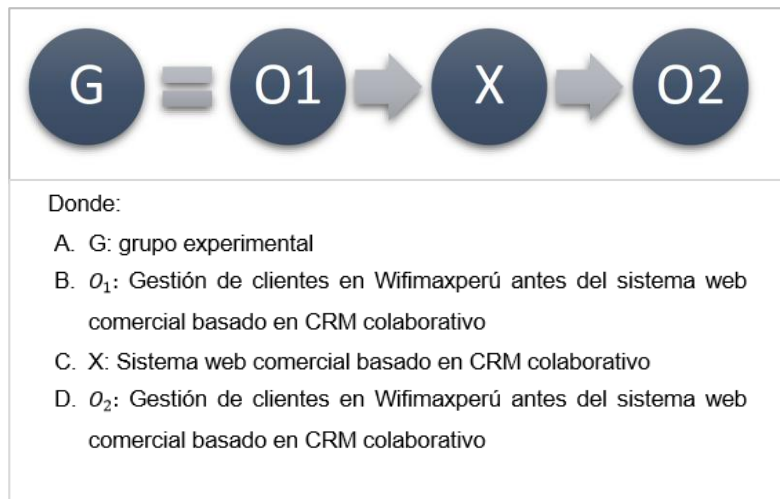 G = O1 X O2
Donde:
A. G: grupo experimental
B. O₁: Gestión de clientes en Wifimaxperú antes del sistema web
comercial basado en CRM colaborativo
C. X: Sistema web comercial basado en CRM colaborativo
D. O₂: Gestión de clientes en Wifimaxperú antes del sistema web
comercial basado en CRM colaborativo